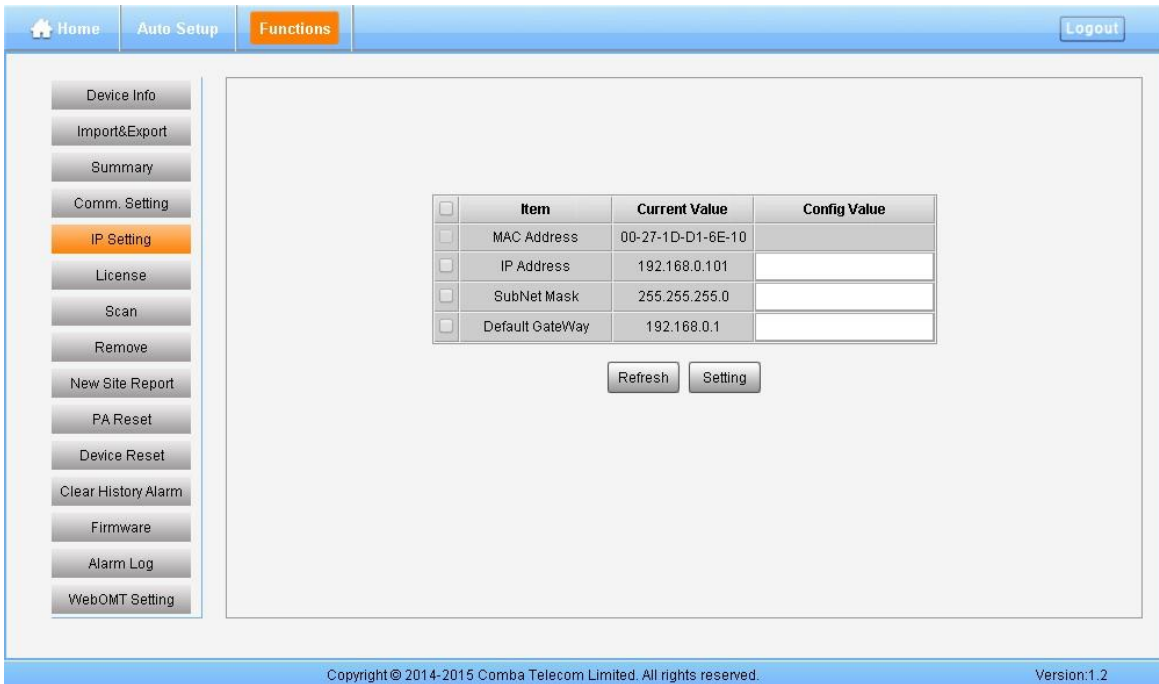 Home Auto Setup Functions Logout
Device Info
Import&Export
Summary
Comm. Setting
IP Setting
License
Scan
Remove
New Site Report
PA Reset
Device Reset
Clear History Alarm
Firmware
Alarm Log
WebOMT Setting
Item Current Value Config Value
MAC Address 00-27-1D-D1-6E-10
IP Address 192.168.0.101
SubNet Mask 255.255.255.0
Default GateWay 192.168.0.1
Refresh Setting
Copyright © 2014-2015 Comba Telecom Limited. All rights reserved. Version:1.2